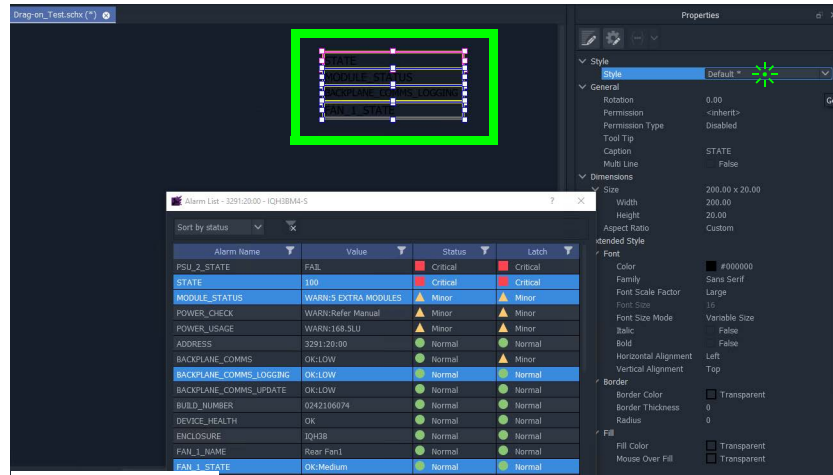 Drag-on_Test.schx (*)
STATE
MODULE_STATUS
BACKPLANE_COMMS_LOGGING
FAN_1_STATE
Properties
Style
Style Default *
General
Rotation 0.00
Permission <inherit>
Permission Type Disabled
Tool Tip
Caption STATE
Multi Line False
Dimensions
Size 200.00 x 20.00
Width 200.00
Height 20.00
Aspect Ratio Custom
xtended Style
Font
Color #000000
Family Sans Serif
Font Scale Factor Large
Font Size 16
Font Size Mode Variable Size
Italic False
Bold False
Horizontal Alignment Left
Vertical Alignment Top
Border
Border Color Transparent
Border Thickness 0
Radius 0
Fill
Fill Color Transparent
Mouse Over Fill Transparent
Alarm List - 3291:20:00 - IQH3BM4-S ?
Sort by status
Alarm Name Value Status Latch
PSU_2_STATE FAIL Critical Critical
STATE 100 Critical Critical
MODULE_STATUS WARN:5 EXTRA MODULES Minor Minor
POWER_CHECK WARN:Refer Manual Minor Minor
POWER_USAGE WARN:168.5LU Minor Minor
ADDRESS 3291:20:00 Normal Normal
BACKPLANE_COMMS OK:LOW Normal Minor
BACKPLANE_COMMS_LOGGING OK:LOW Normal Normal
BACKPLANE_COMMS_UPDATE OK:LOW Normal Normal
BUILD_NUMBER 0242106074 Normal Normal
DEVICE_HEALTH OK Normal Normal
ENCLOSURE IQH3B Normal Normal
FAN_1_NAME Rear Fan1 Normal Normal
FAN_1_STATE OK:Medium Normal Normal